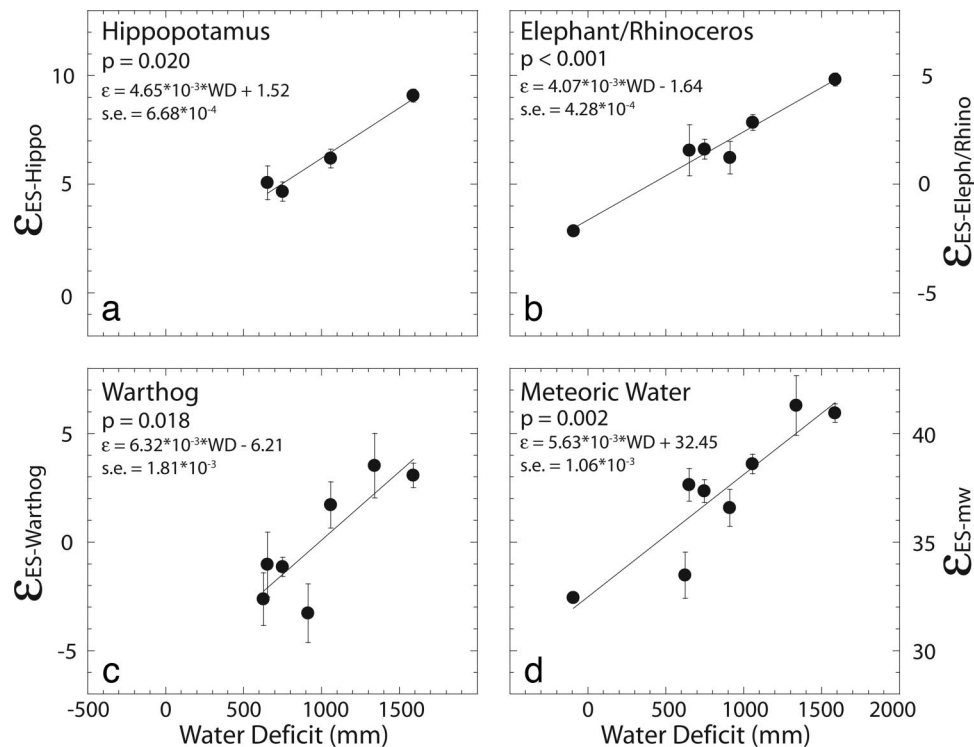 a
Hippopotamus
p = 0.020
ε = 4.65*10⁻³*WD + 1.52
s.e. = 6.68*10⁻⁴
10
5
0
εES-Hippo
b
Elephant/Rhinoceros
p < 0.001
ε = 4.07*10⁻³*WD - 1.64
s.e. = 4.28*10⁻⁴
5
0
-5
εES-Eleph/Rhino
c
Warthog
p = 0.018
ε = 6.32*10⁻³*WD - 6.21
s.e. = 1.81*10⁻³
5
0
-5
εES-Warthog
-500 0 500 1000 1500
Water Deficit (mm)
d
Meteoric Water
p = 0.002
ε = 5.63*10⁻³*WD + 32.45
s.e. = 1.06*10⁻³
40
35
30
εES-mw
0 500 1000 1500 2000
Water Deficit (mm)